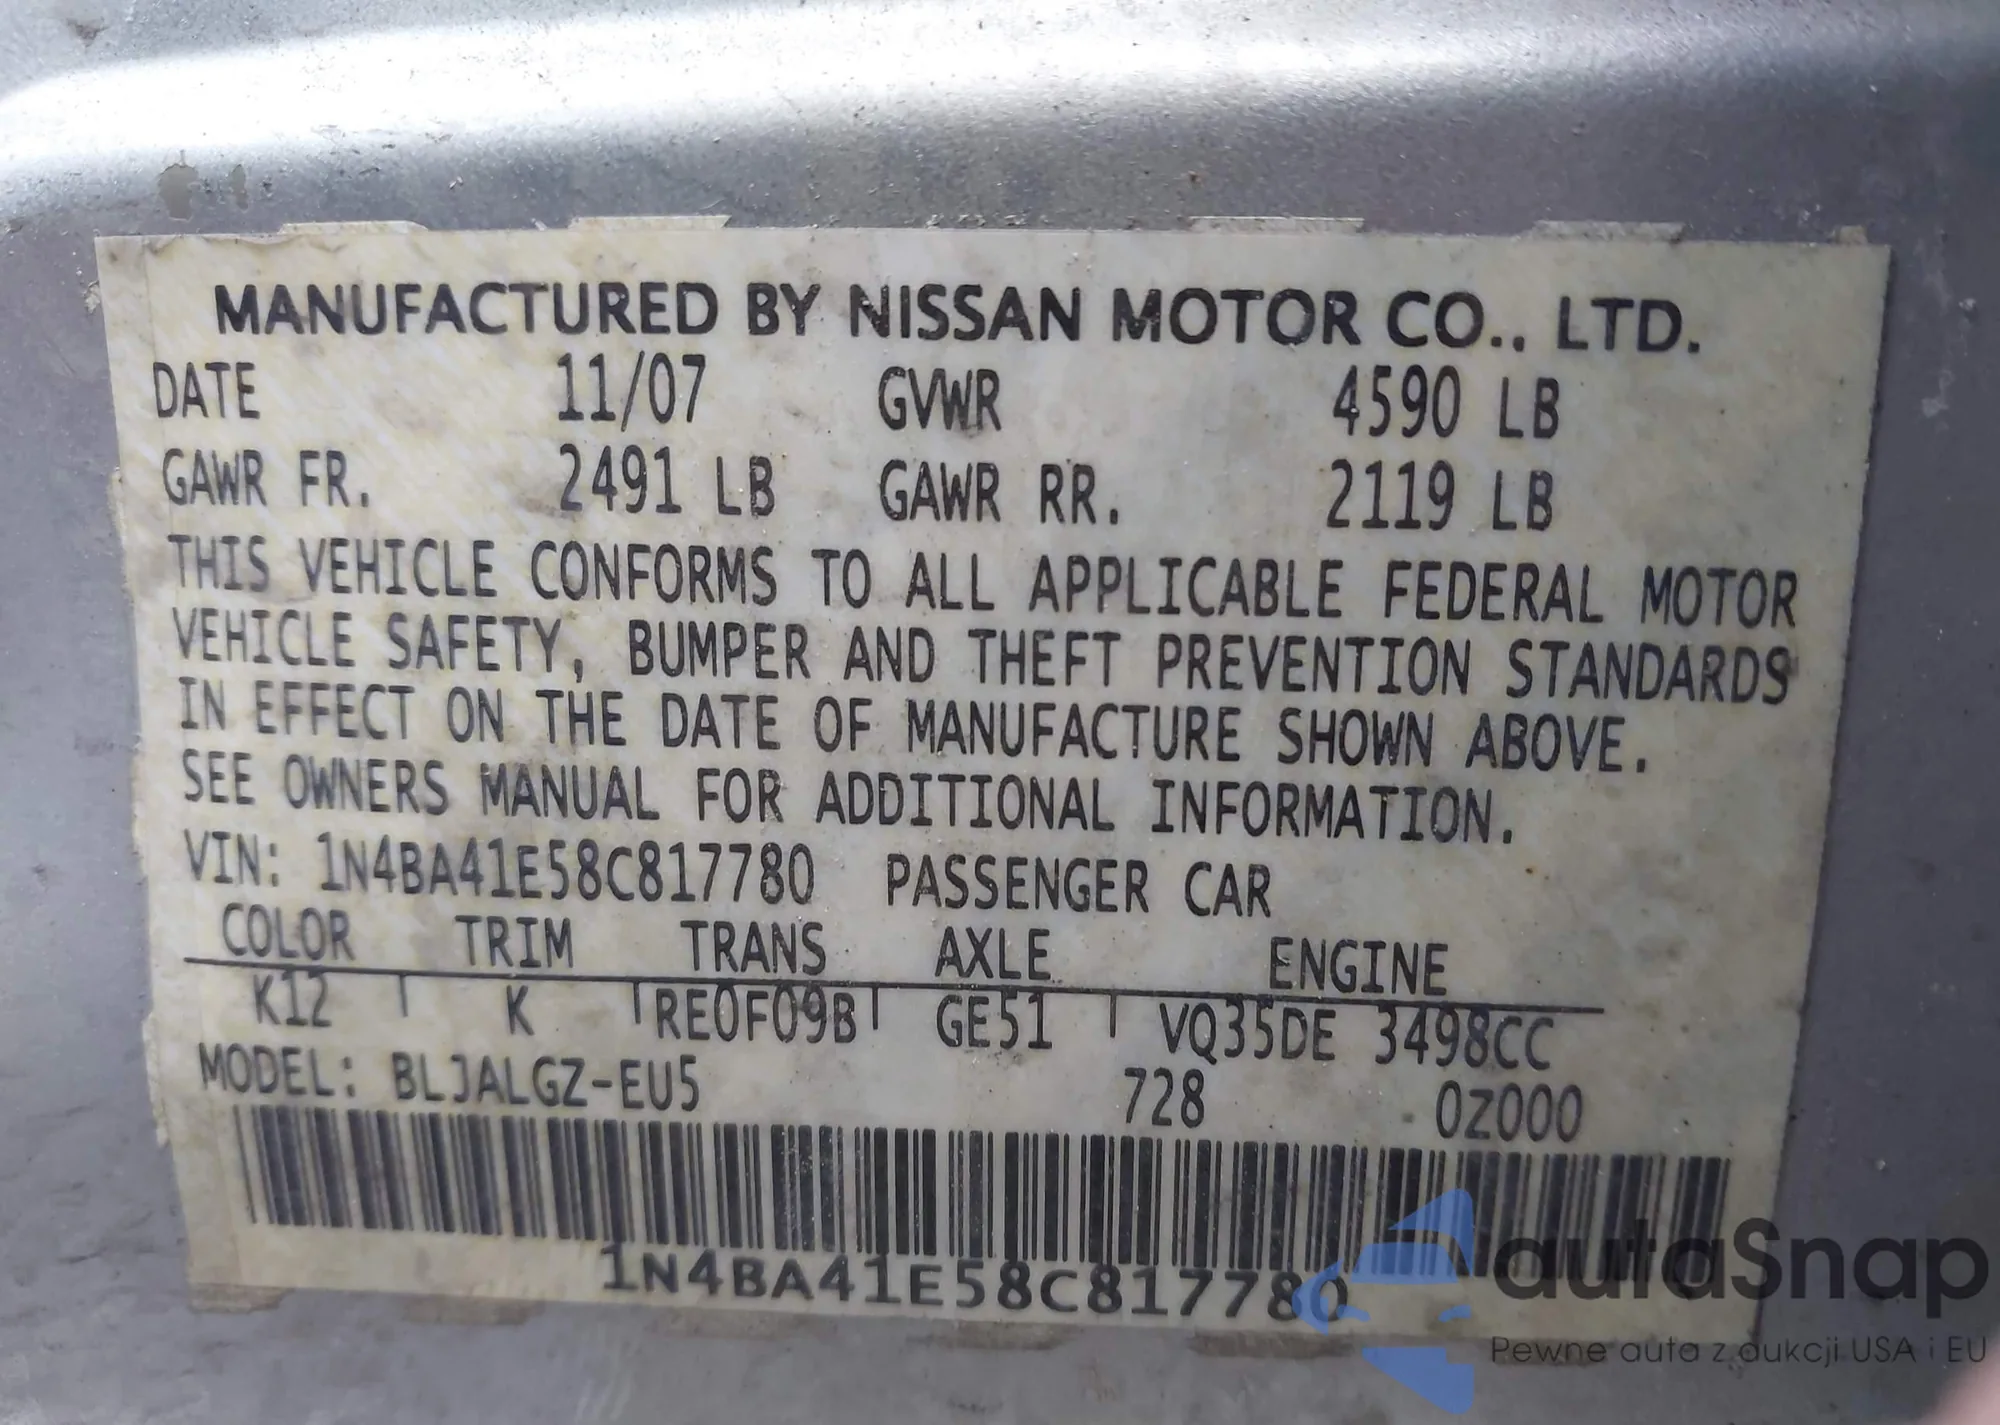 MANUFACTURED BY NISSAN MOTOR CO., LTD.
DATE 11/07 GVWR 4590 LB
GAWR FR. 2491 LB GAWR RR. 2119 LB
THIS VEHICLE CONFORMS TO ALL APPLICABLE FEDERAL MOTOR
VEHICLE SAFETY, BUMPER AND THEFT PREVENTION STANDARDS
IN EFFECT ON THE DATE OF MANUFACTURE SHOWN ABOVE.
SEE OWNERS MANUAL FOR ADDITIONAL INFORMATION.
VIN: 1N4BA41E58C817780 PASSENGER CAR
COLOR TRIM TRANS AXLE ENGINE
K12 K RE0F09B GE51 VQ35DE 3498CC
MODEL: BLJALGZ-EU5 728 0Z000
1N4BA41E58C817780
autaSnap
Pewne auta z aukcji USA i EU